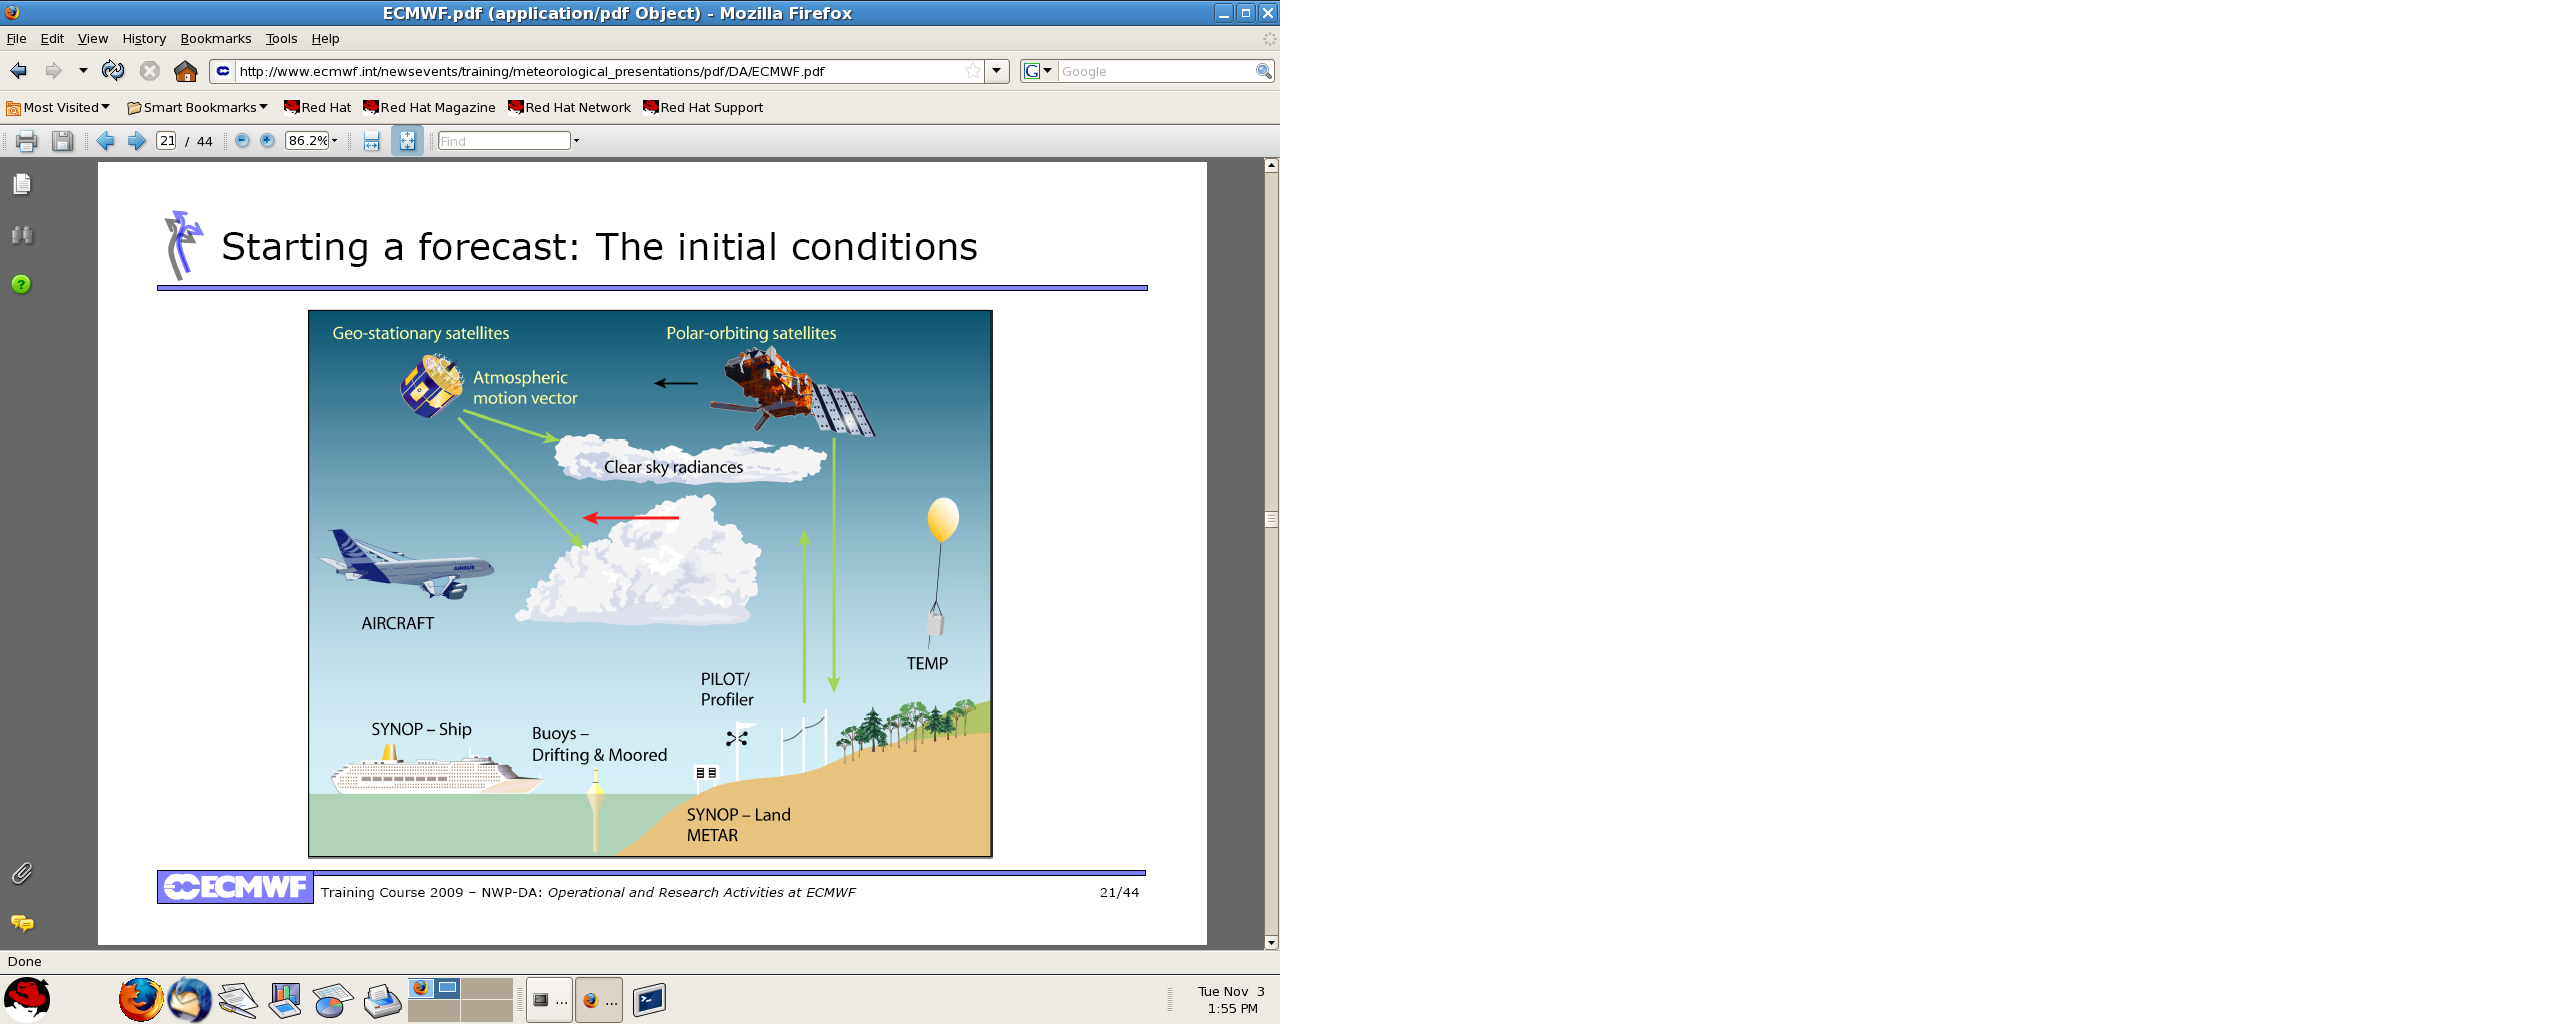 ECMWF.pdf (application/pdf Object) - Mozilla Firefox
File Edit View History Bookmarks Tools Help
http://www.ecmwf.int/newsevents/training/meteorological_presentations/pdf/DA/ECMWF.pdf
G Google
Most Visited Smart Bookmarks Red Hat Red Hat Magazine Red Hat Network Red Hat Support
21 / 44 86.2% Find
Starting a forecast: The initial conditions
Geo-stationary satellites
Polar-orbiting satellites
Atmospheric
motion vector
Clear sky radiances
AIRBUS
AIRCRAFT
TEMP
PILOT/
Profiler
SYNOP – Ship
Buoys –
Drifting & Moored
SYNOP – Land
METAR
ECMWF
Training Course 2009 – NWP-DA: Operational and Research Activities at ECMWF
21/44
Done
... ...
Tue Nov 3
1:55 PM